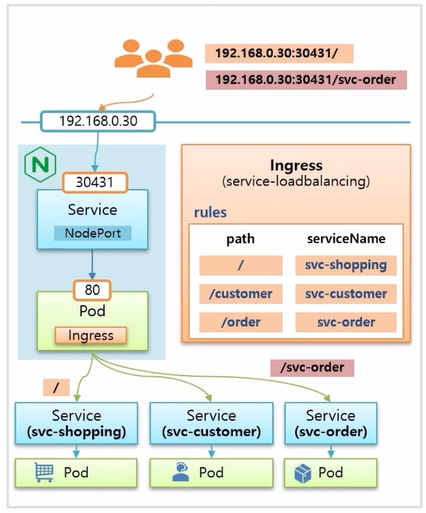 192.168.0.30:30431/
192.168.0.30:30431/svc-order
192.168.0.30
N
30431
Service
NodePort
80
Pod
Ingress
Ingress
(service-loadbalancing)
rules
path serviceName
/ svc-shopping
/customer svc-customer
/order svc-order
/
/svc-order
Service
(svc-shopping)
Service
(svc-customer)
Service
(svc-order)
Pod
Pod
Pod